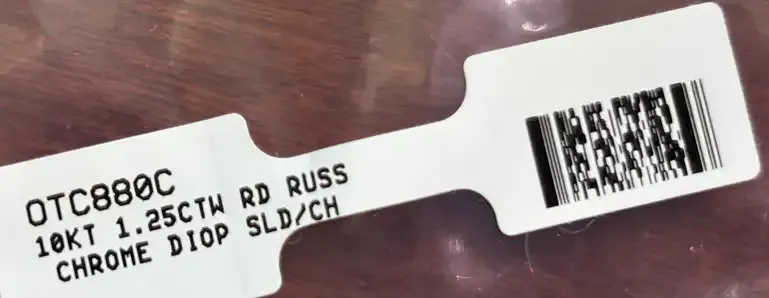 OTC880C
10KT 1.25CTW RD RUSS
CHROME DIOP SLD/CH